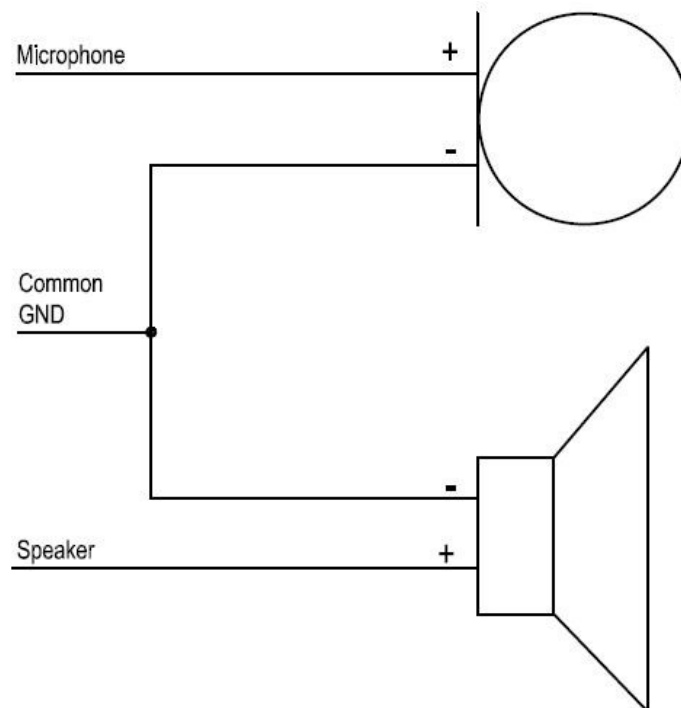 Microphone
+
-
Common
GND
-
Speaker
+